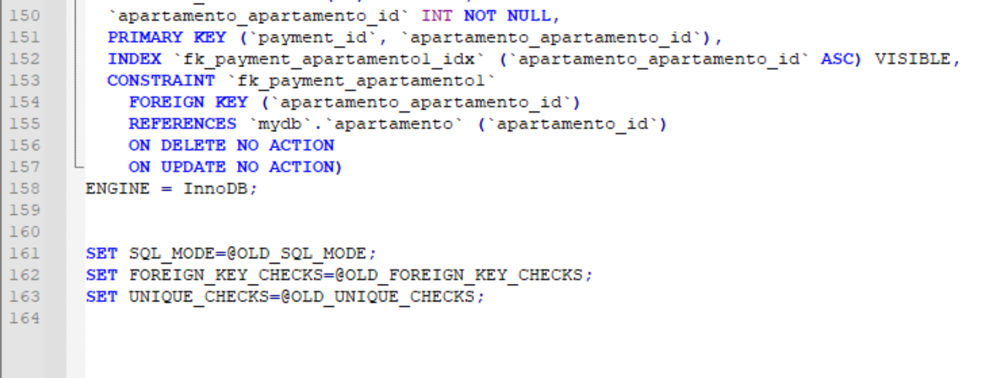 150 `apartamento_apartamento_id` INT NOT NULL,
151 PRIMARY KEY (`payment_id`, `apartamento_apartamento_id`),
152 INDEX `fk_payment_apartamento1_idx` (`apartamento_apartamento_id` ASC) VISIBLE,
153 CONSTRAINT `fk_payment_apartamento1`
154 FOREIGN KEY (`apartamento_apartamento_id`)
155 REFERENCES `mydb`.`apartamento` (`apartamento_id`)
156 ON DELETE NO ACTION
157 ON UPDATE NO ACTION)
158 ENGINE = InnoDB;
159
160
161 SET SQL_MODE=@OLD_SQL_MODE;
162 SET FOREIGN_KEY_CHECKS=@OLD_FOREIGN_KEY_CHECKS;
163 SET UNIQUE_CHECKS=@OLD_UNIQUE_CHECKS;
164